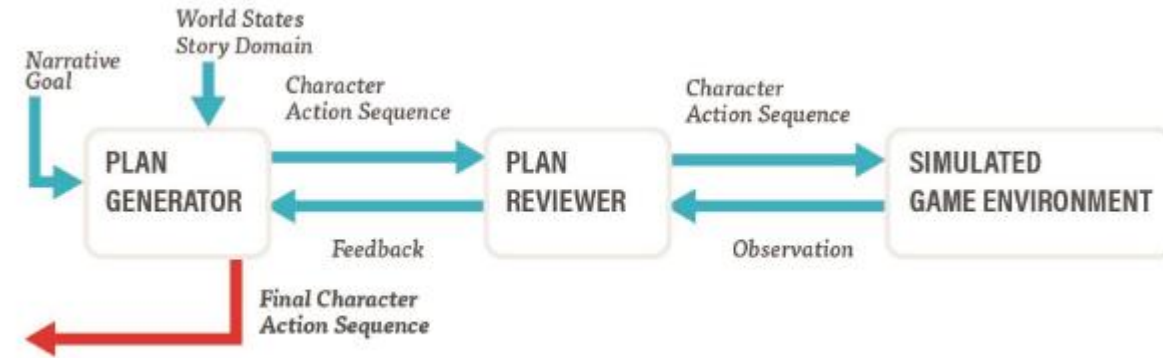 World States
Story Domain
Narrative
Goal
Character
Action Sequence
Character
Action Sequence
PLAN
GENERATOR
PLAN
REVIEWER
SIMULATED
GAME ENVIRONMENT
Feedback
Observation
Final Character
Action Sequence